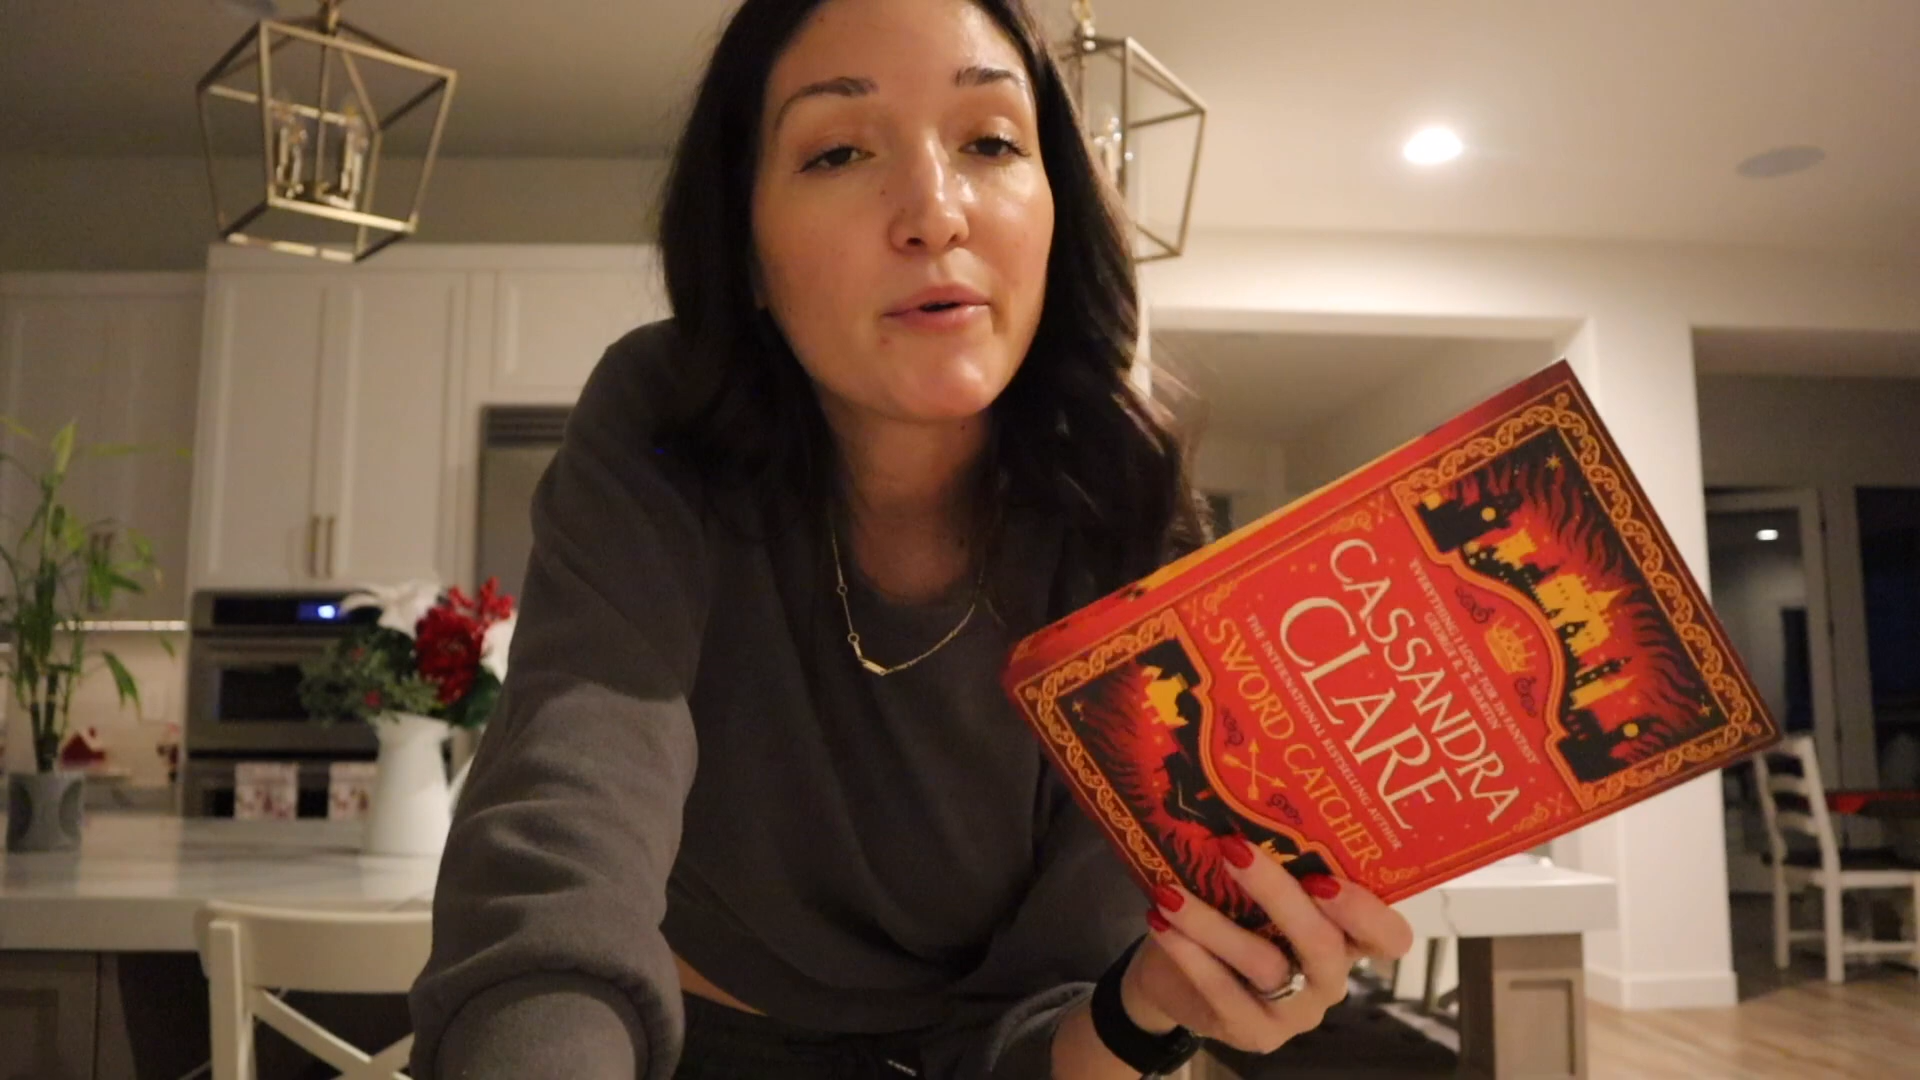 EVERYTHING I LOOK FOR IN FANTASY
GEORGE R. R. MARTIN
CASSANDRA
CLARE
SWORD CATCHER
THE INTERNATIONAL BESTSELLING AUTHOR